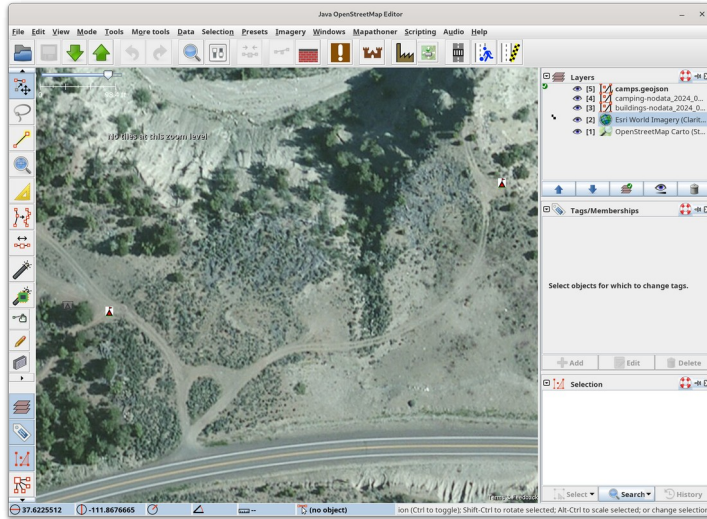 Java OpenStreetMap Editor
File Edit View Mode Tools More tools Data Selection Presets Imagery Windows Mapathoner Scripting Audio Help
No tiles at this zoom level
Layers
[5] camps.geojson
[4] camping-nodata_2024_0...
[3] buildings-nodata_2024_0...
[2] Esri World Imagery (Clarit...
[1] OpenStreetMap Carto (St...
Tags/Memberships
Select objects for which to change tags.
Add Edit Delete
Selection
Select Search History
37.6225512 -111.8676665 -- (no object) ion (Ctrl to toggle); Shift-Ctrl to rotate selected; Alt-Ctrl to scale selected; or change selection